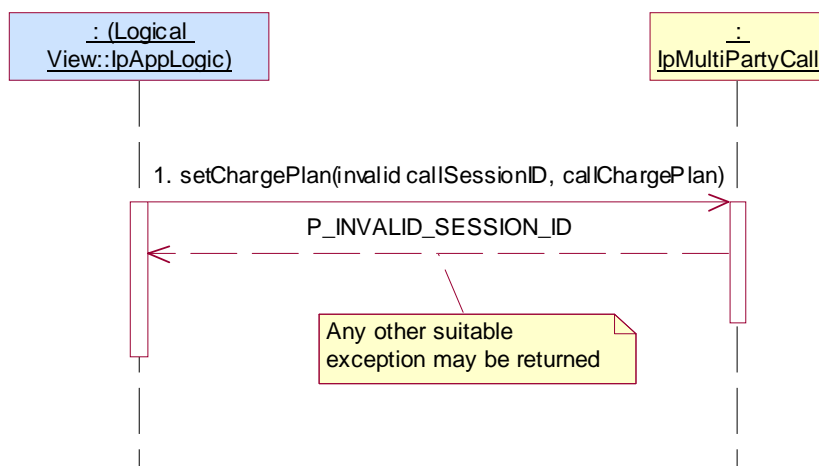 : (Logical
View::IpAppLogic)
:
IpMultiPartyCall
1. setChargePlan(invalid callSessionID, callChargePlan)
P_INVALID_SESSION_ID
Any other suitable
exception may be returned